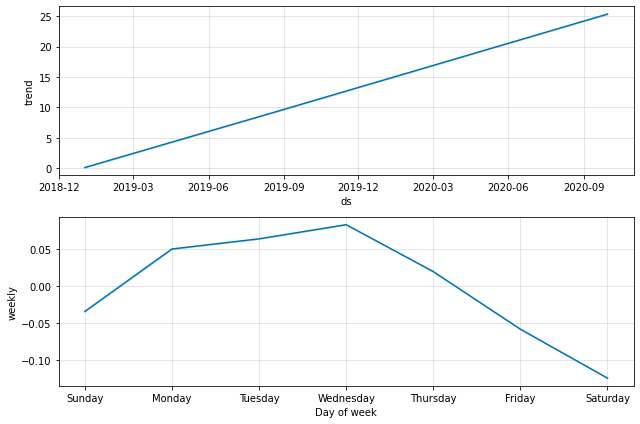 25
20
15
10
5
0
trend
2018-12 2019-03 2019-06 2019-09 2019-12 2020-03 2020-06 2020-09
ds
0.05
0.00
−0.05
−0.10
weekly
Sunday Monday Tuesday Wednesday Thursday Friday Saturday
Day of week